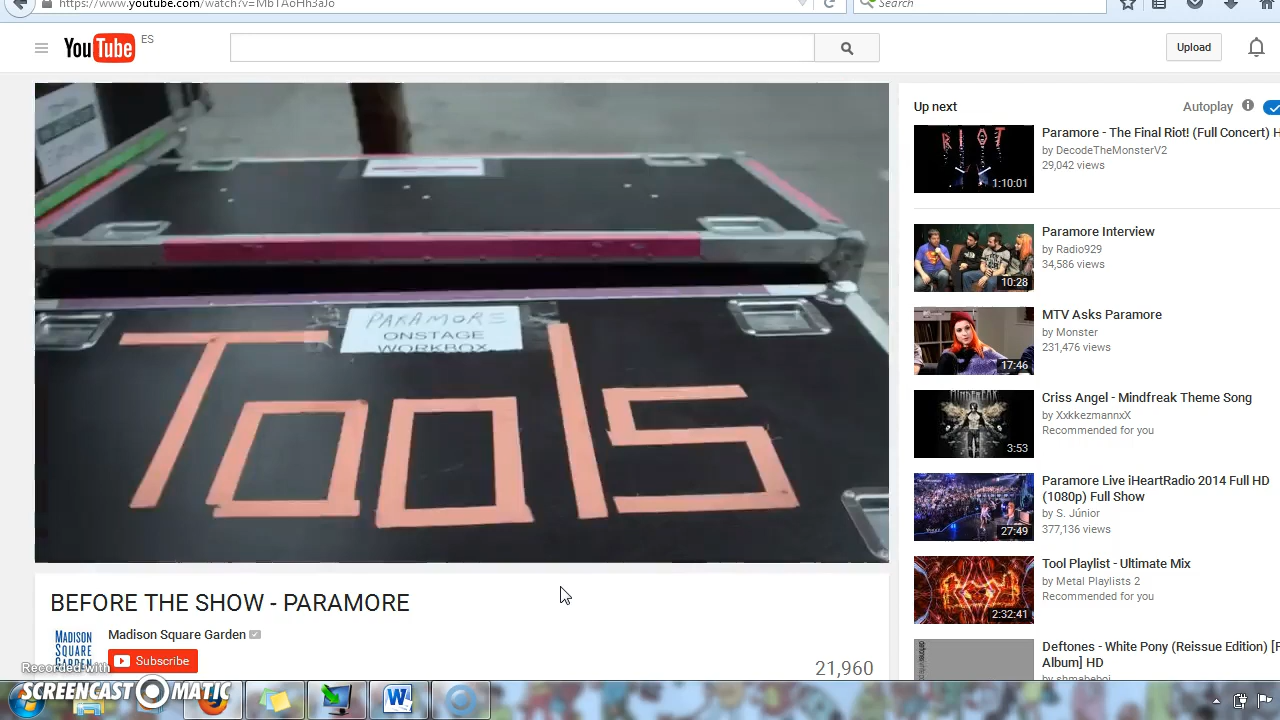 https://www.youtube.com/watch?v=MbTAoHh3aJo
Search
YouTube ES
Upload
PARAMORE
ONSTAGE
WORKBOX
Tools
BEFORE THE SHOW - PARAMORE
MADISON
SQUARE
GARDEN
Madison Square Garden
Subscribe
21,960
Up next
Autoplay
Paramore - The Final Riot! (Full Concert) H
by DecodeTheMonsterV2
29,042 views
1:10:01
Paramore Interview
by Radio929
34,586 views
10:28
MTV Asks Paramore
by Monster
231,476 views
17:46
Criss Angel - Mindfreak Theme Song
by XxkkezmannxX
Recommended for you
3:53
Paramore Live iHeartRadio 2014 Full HD
(1080p) Full Show
by S. Júnior
377,136 views
27:49
Tool Playlist - Ultimate Mix
by Metal Playlists 2
Recommended for you
2:32:41
Deftones - White Pony (Reissue Edition) [F
Album] HD
by shmabeboi
Recorded with
SCREENCAST MATIC